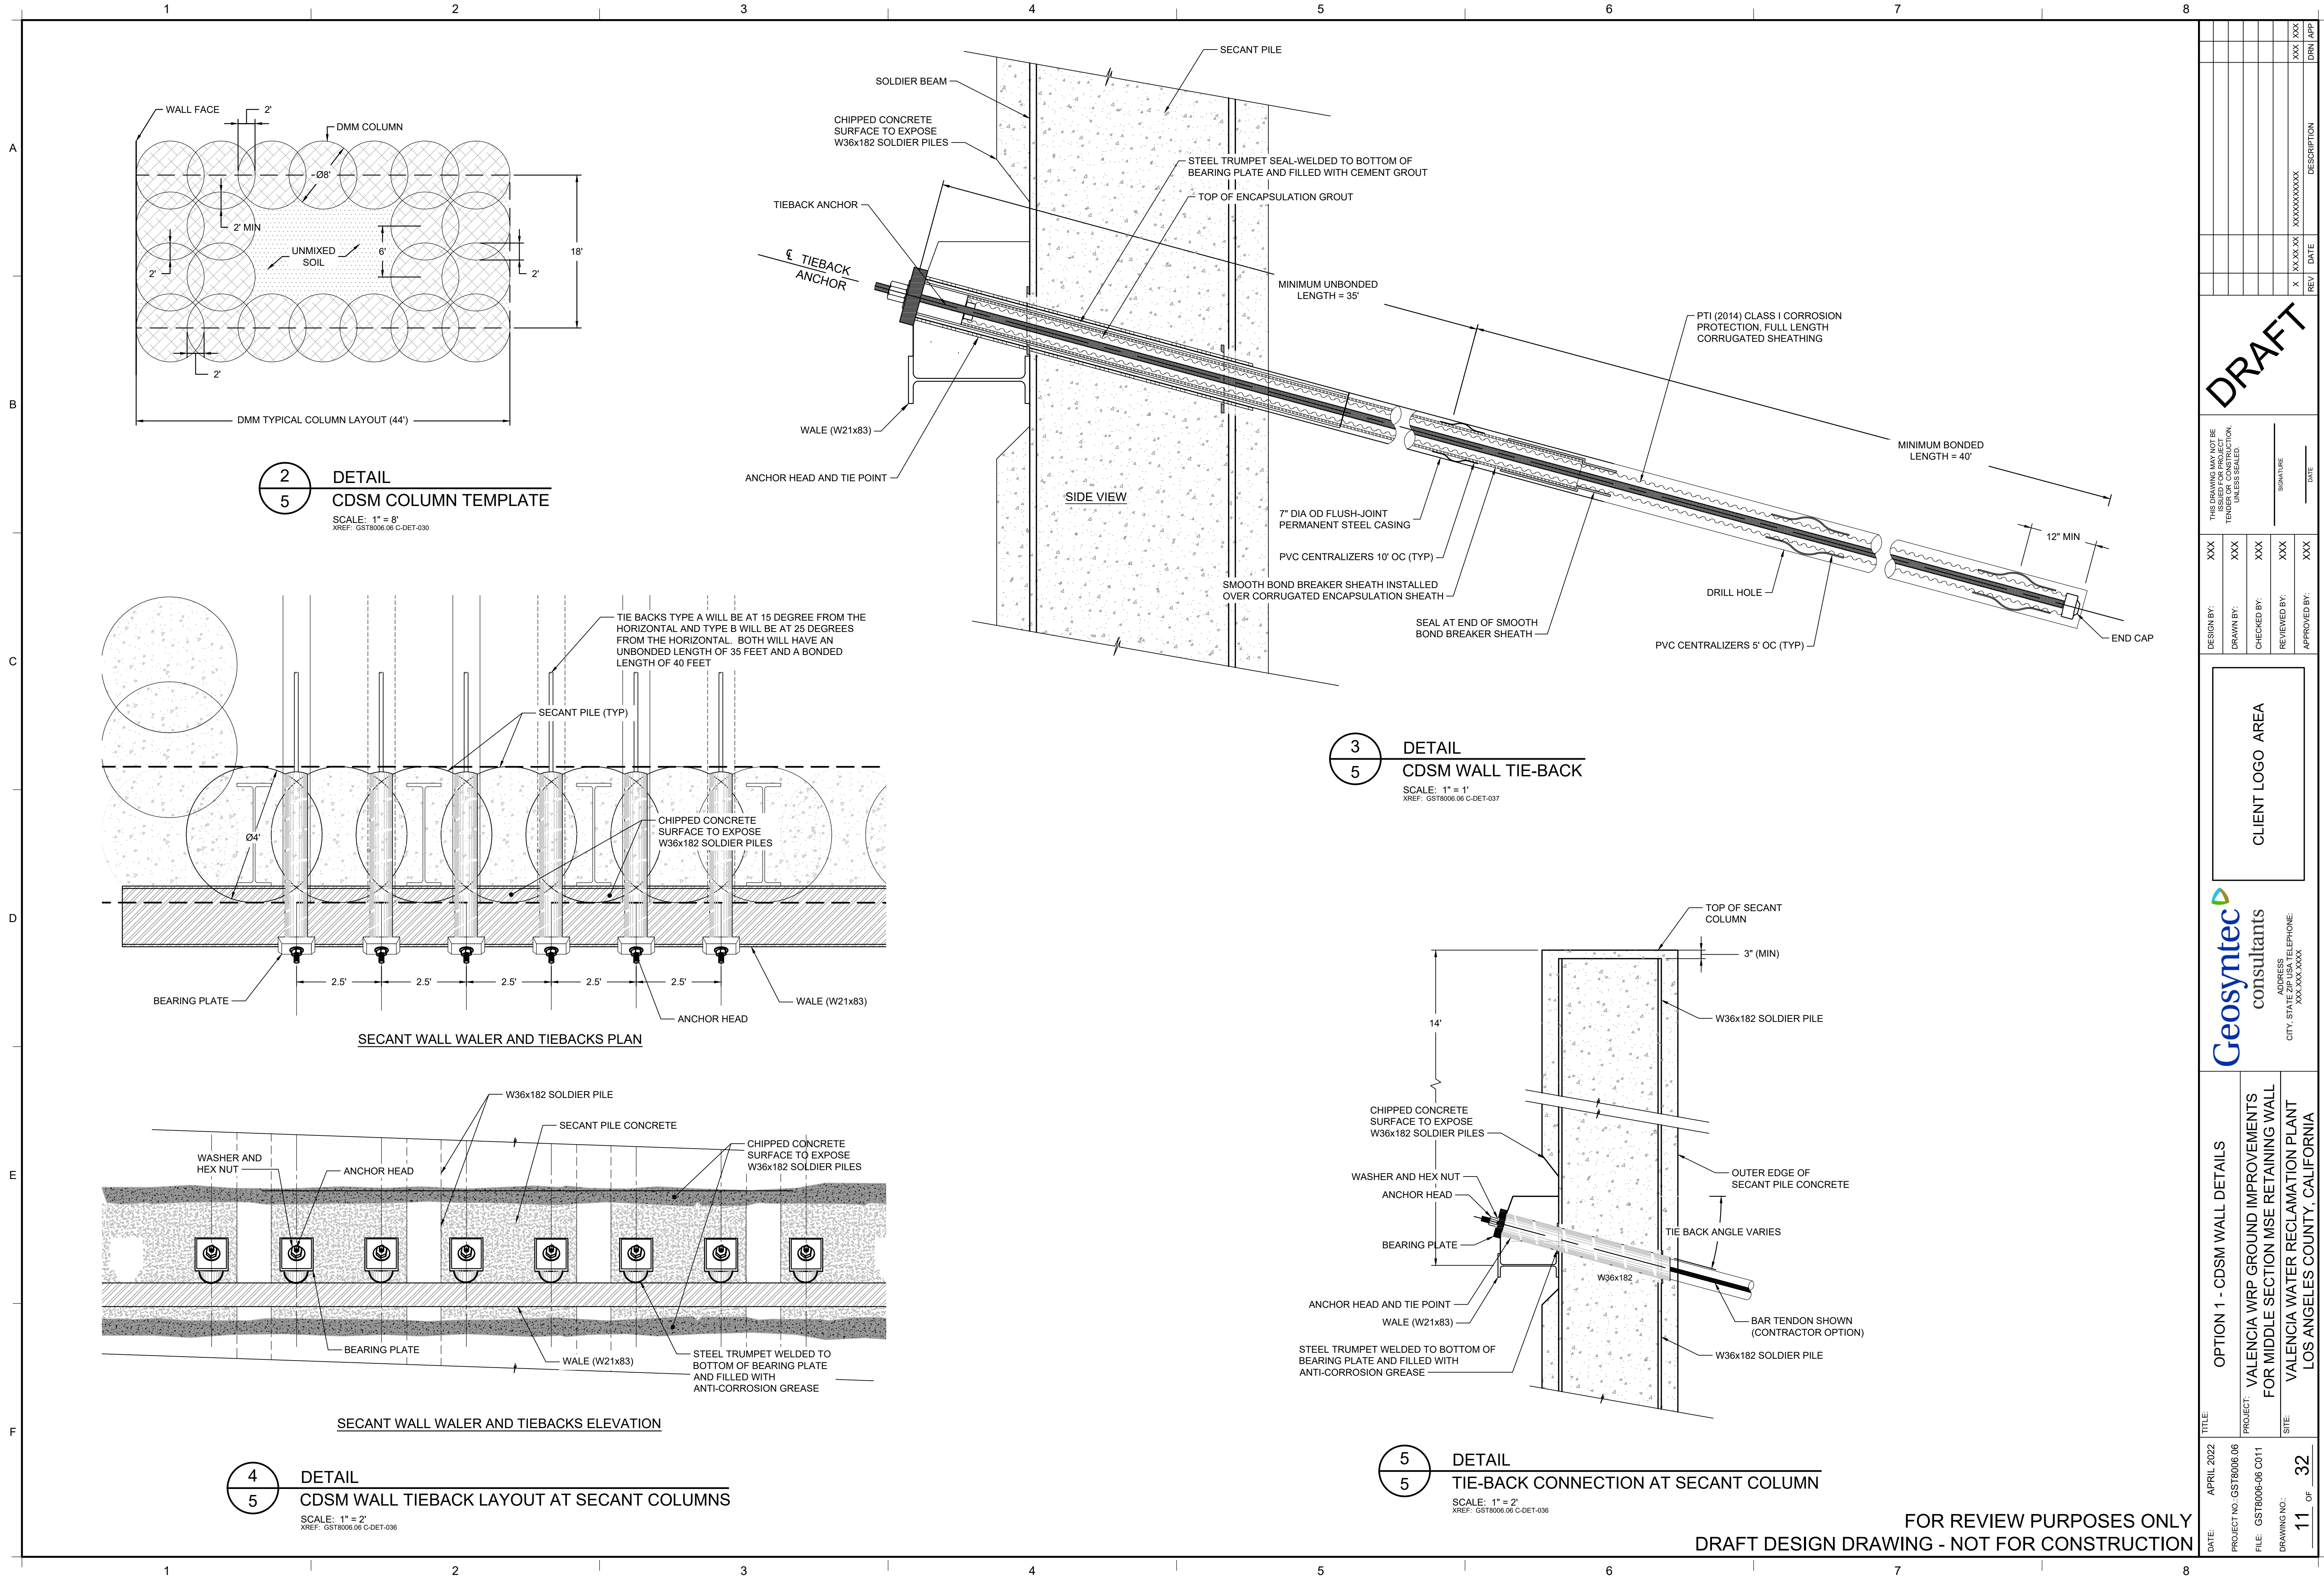 1 2 3 4 5 6 7 8
A
B
C
D
E
F
WALL FACE
2'
DMM COLUMN
Ø8'
2' MIN
UNMIXED
SOIL
6'
18'
2'
2'
2'
DMM TYPICAL COLUMN LAYOUT (44')
2
5
DETAIL
CDSM COLUMN TEMPLATE
SCALE: 1" = 8'
XREF: GST8006.06 C-DET-030
SECANT PILE
SOLDIER BEAM
CHIPPED CONCRETE
SURFACE TO EXPOSE
W36x182 SOLDIER PILES
STEEL TRUMPET SEAL-WELDED TO BOTTOM OF
BEARING PLATE AND FILLED WITH CEMENT GROUT
TIEBACK ANCHOR
TOP OF ENCAPSULATION GROUT
℄ TIEBACK
ANCHOR
MINIMUM UNBONDED
LENGTH = 35'
PTI (2014) CLASS I CORROSION
PROTECTION, FULL LENGTH
CORRUGATED SHEATHING
WALE (W21x83)
ANCHOR HEAD AND TIE POINT
SIDE VIEW
MINIMUM BONDED
LENGTH = 40'
7" DIA OD FLUSH-JOINT
PERMANENT STEEL CASING
PVC CENTRALIZERS 10' OC (TYP)
SMOOTH BOND BREAKER SHEATH INSTALLED
OVER CORRUGATED ENCAPSULATION SHEATH
SEAL AT END OF SMOOTH
BOND BREAKER SHEATH
12" MIN
DRILL HOLE
PVC CENTRALIZERS 5' OC (TYP)
END CAP
3
5
DETAIL
CDSM WALL TIE-BACK
SCALE: 1" = 1'
XREF: GST8006.06 C-DET-037
TIE BACKS TYPE A WILL BE AT 15 DEGREE FROM THE
HORIZONTAL AND TYPE B WILL BE AT 25 DEGREES
FROM THE HORIZONTAL. BOTH WILL HAVE AN
UNBONDED LENGTH OF 35 FEET AND A BONDED
LENGTH OF 40 FEET
SECANT PILE (TYP)
Ø4'
CHIPPED CONCRETE
SURFACE TO EXPOSE
W36x182 SOLDIER PILES
2.5' 2.5' 2.5' 2.5' 2.5'
BEARING PLATE
WALE (W21x83)
ANCHOR HEAD
SECANT WALL WALER AND TIEBACKS PLAN
W36x182 SOLDIER PILE
SECANT PILE CONCRETE
CHIPPED CONCRETE
SURFACE TO EXPOSE
W36x182 SOLDIER PILES
WASHER AND
HEX NUT
ANCHOR HEAD
BEARING PLATE
WALE (W21x83)
STEEL TRUMPET WELDED TO
BOTTOM OF BEARING PLATE
AND FILLED WITH
ANTI-CORROSION GREASE
SECANT WALL WALER AND TIEBACKS ELEVATION
4
5
DETAIL
CDSM WALL TIEBACK LAYOUT AT SECANT COLUMNS
SCALE: 1" = 2'
XREF: GST8006.06 C-DET-036
TOP OF SECANT
COLUMN
3" (MIN)
W36x182 SOLDIER PILE
14'
CHIPPED CONCRETE
SURFACE TO EXPOSE
W36x182 SOLDIER PILES
WASHER AND HEX NUT
ANCHOR HEAD
OUTER EDGE OF
SECANT PILE CONCRETE
TIE BACK ANGLE VARIES
BEARING PLATE
W36x182
ANCHOR HEAD AND TIE POINT
WALE (W21x83)
BAR TENDON SHOWN
(CONTRACTOR OPTION)
STEEL TRUMPET WELDED TO BOTTOM OF
BEARING PLATE AND FILLED WITH
ANTI-CORROSION GREASE
W36x182 SOLDIER PILE
5
5
DETAIL
TIE-BACK CONNECTION AT SECANT COLUMN
SCALE: 1" = 2'
XREF: GST8006.06 C-DET-036
FOR REVIEW PURPOSES ONLY
DRAFT DESIGN DRAWING - NOT FOR CONSTRUCTION
X XX.XX.XX XXXXXXXXXXX XXX XXX
REV DATE DESCRIPTION DRN APP
DRAFT
THIS DRAWING MAY NOT BE
ISSUED FOR PROJECT
TENDER OR CONSTRUCTION,
UNLESS SEALED.
SIGNATURE
DATE
DESIGN BY: XXX
DRAWN BY: XXX
CHECKED BY: XXX
REVIEWED BY: XXX
APPROVED BY: XXX
CLIENT LOGO AREA
Geosyntec
consultants
ADDRESS
CITY, STATE ZIP USA TELEPHONE:
XXX.XXX.XXXX
TITLE:
OPTION 1 - CDSM WALL DETAILS
PROJECT:
VALENCIA WRP GROUND IMPROVEMENTS
FOR MIDDLE SECTION MSE RETAINING WALL
SITE:
VALENCIA WATER RECLAMATION PLANT
LOS ANGELES COUNTY, CALIFORNIA
DATE: APRIL 2022
PROJECT NO.: GST8006.06
FILE: GST8006-06 C011
DRAWING NO.:
11 OF 32
1 2 3 4 5 6 7 8